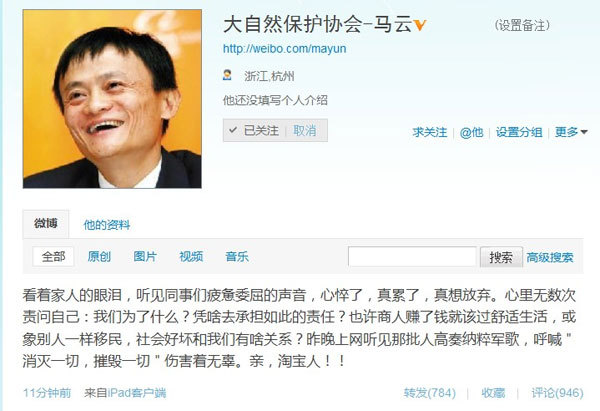 大自然保护协会-马云
(设置备注)
http://weibo.com/mayun
浙江,杭州
他还没填写个人介绍
已关注 | 取消
求关注 | @他 | 设置分组 | 更多
微博 他的资料
全部 原创 图片 视频 音乐 搜索 高级搜索
看着家人的眼泪，听见同事们疲惫委屈的声音，心悴了，真累了，真想放弃。心里无数次
责问自己：我们为了什么？凭啥去承担如此的责任？也许商人赚了钱就该过舒适生活，或
象别人一样移民，社会好坏和我们有啥关系？昨晚上网听见那批人高奏纳粹军歌，呼喊＂
消灭一切，摧毁一切＂伤害着无辜。亲，淘宝人！！
11分钟前 来自iPad客户端
转发(784) | 收藏 | 评论(946)